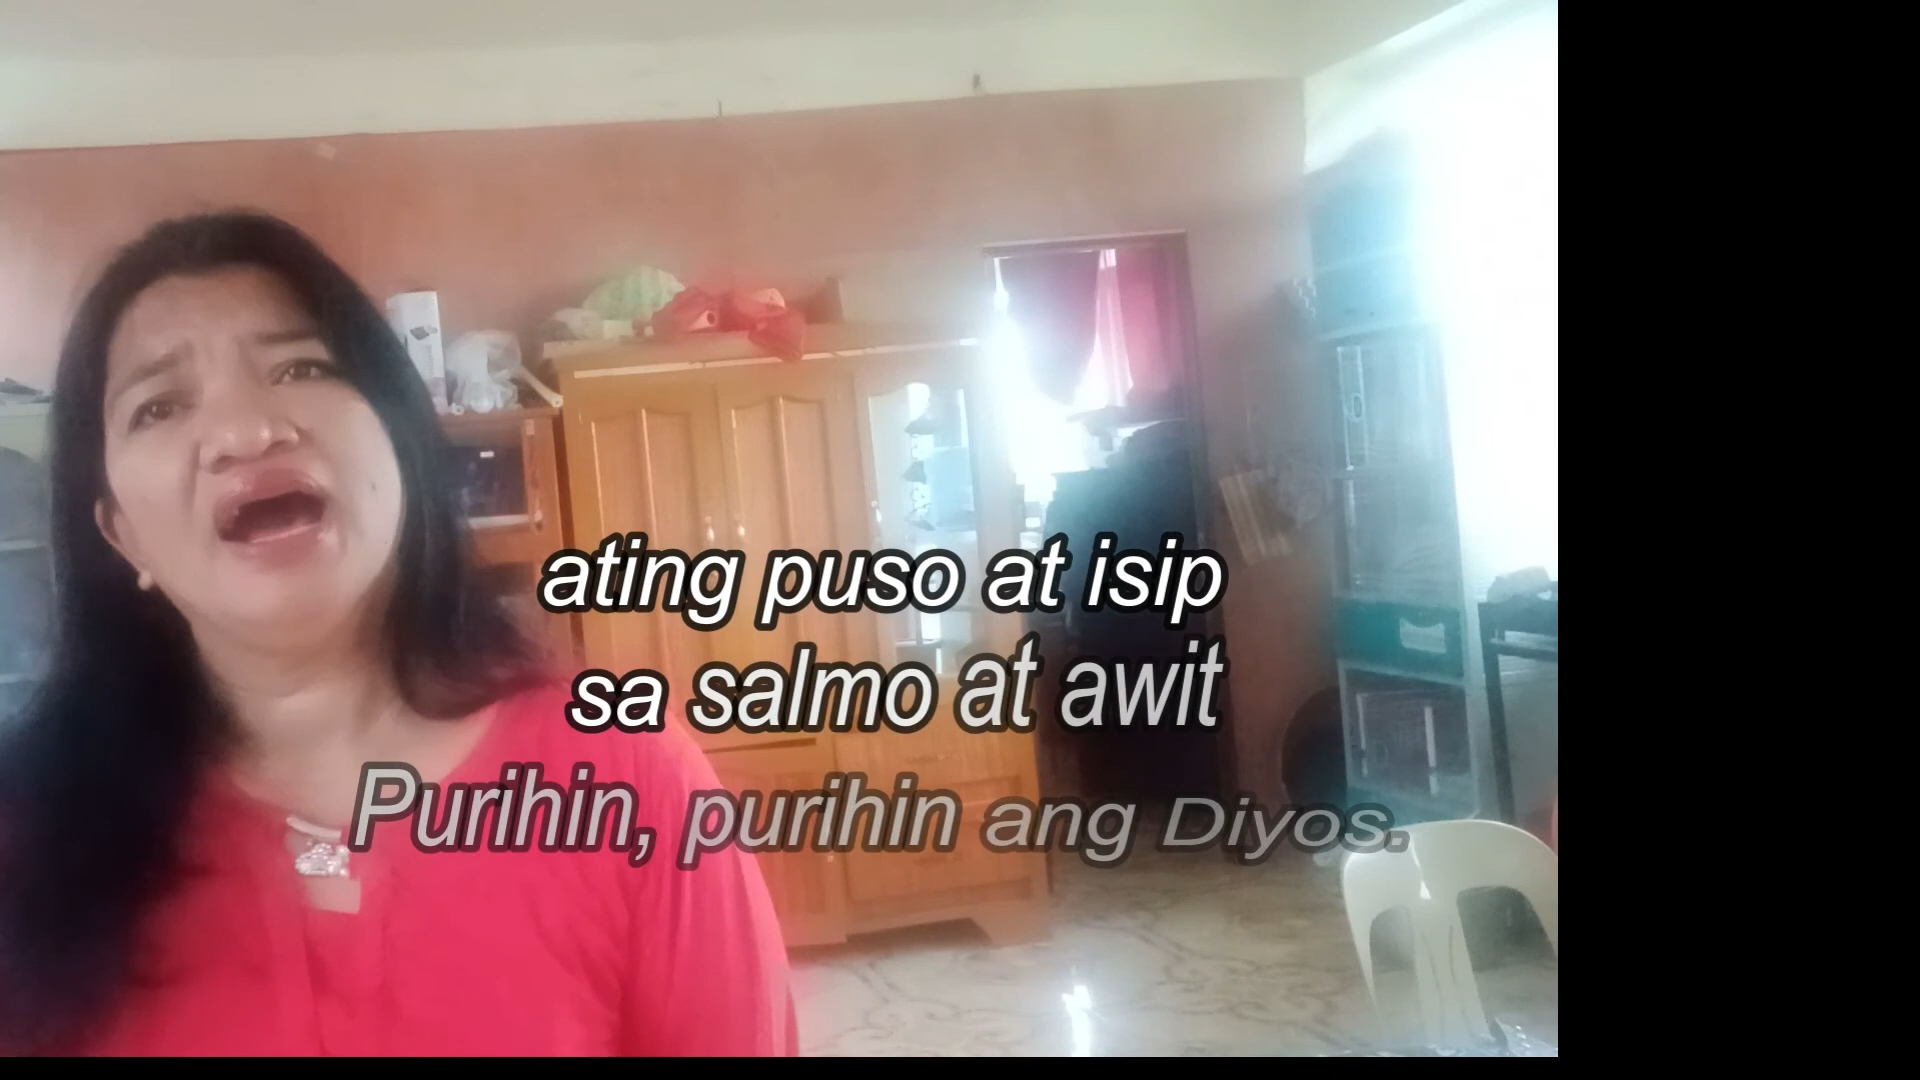 ating puso at isip
sa salmo at awit
Purihin, purihin ang Diyos.